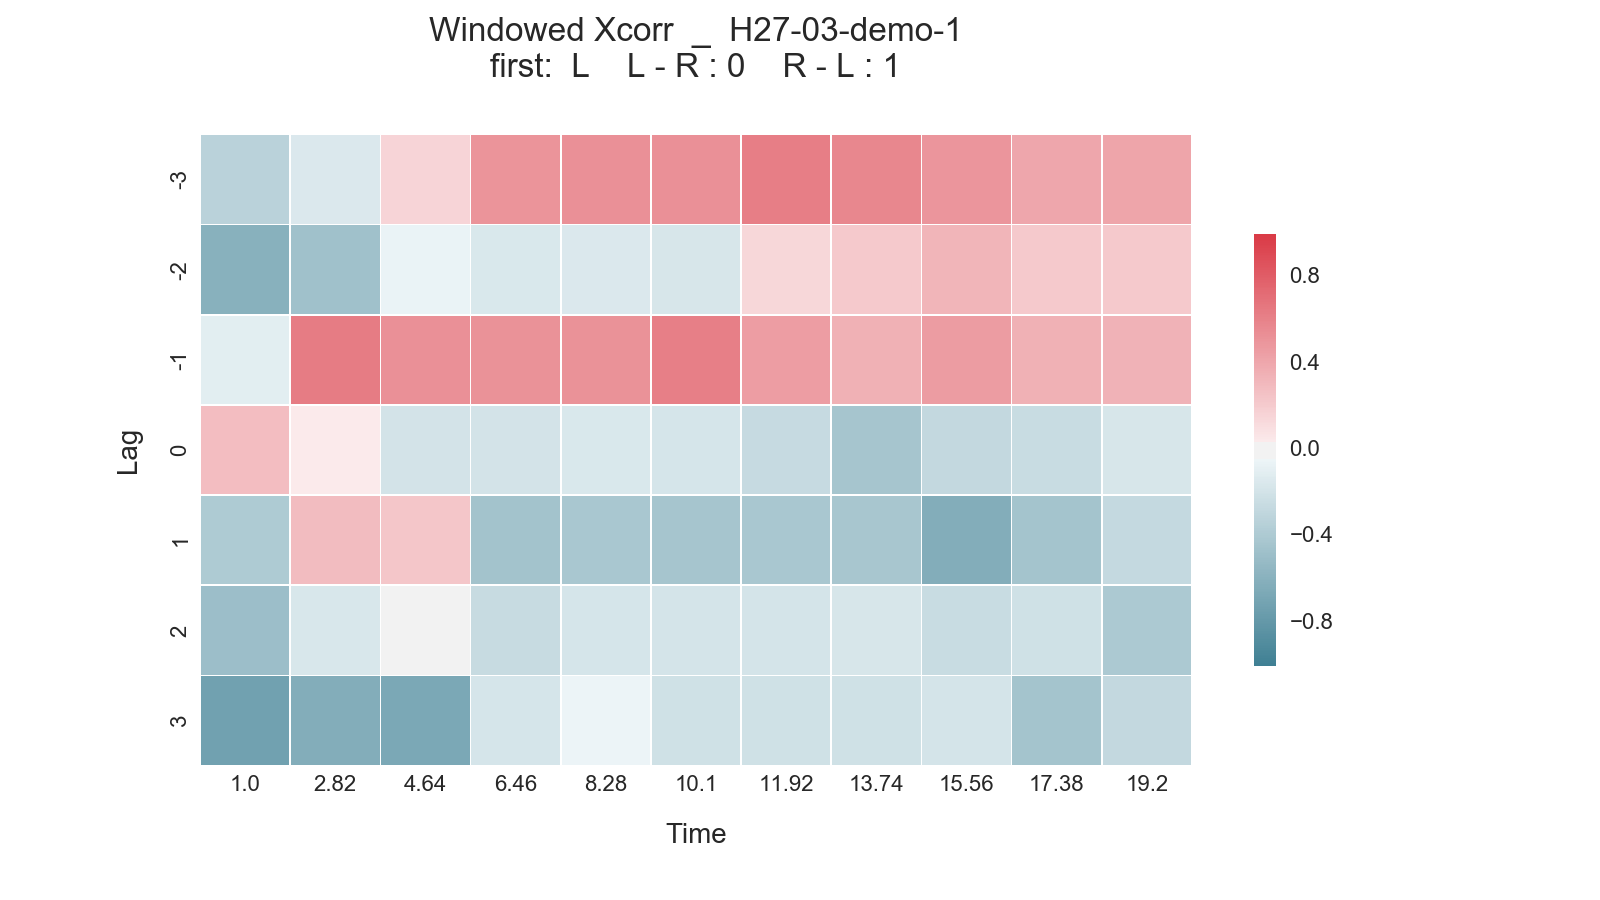 Windowed Xcorr _ H27-03-demo-1
first: L L - R : 0 R - L : 1
-3
-2
-1
0
1
2
3
Lag
1.0 2.82 4.64 6.46 8.28 10.1 11.92 13.74 15.56 17.38 19.2
Time
0.8
0.4
0.0
−0.4
−0.8